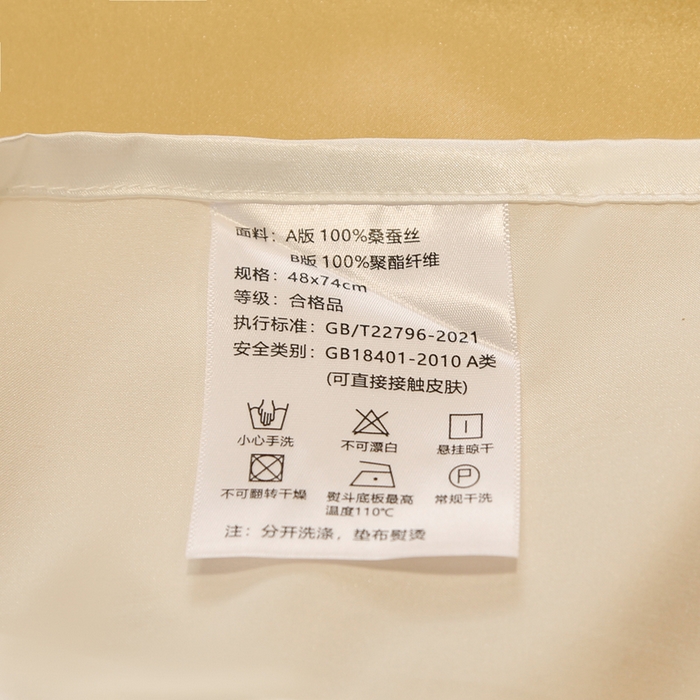 面料：A版 100%桑蚕丝
B版 100%聚酯纤维
规格：48x74cm
等级：合格品
执行标准：GB/T22796-2021
安全类别：GB18401-2010 A类
(可直接接触皮肤)
小心手洗 不可漂白 悬挂晾干
P
不可翻转干燥 熨斗底板最高温度110℃ 常规干洗
注：分开洗涤，垫布熨烫